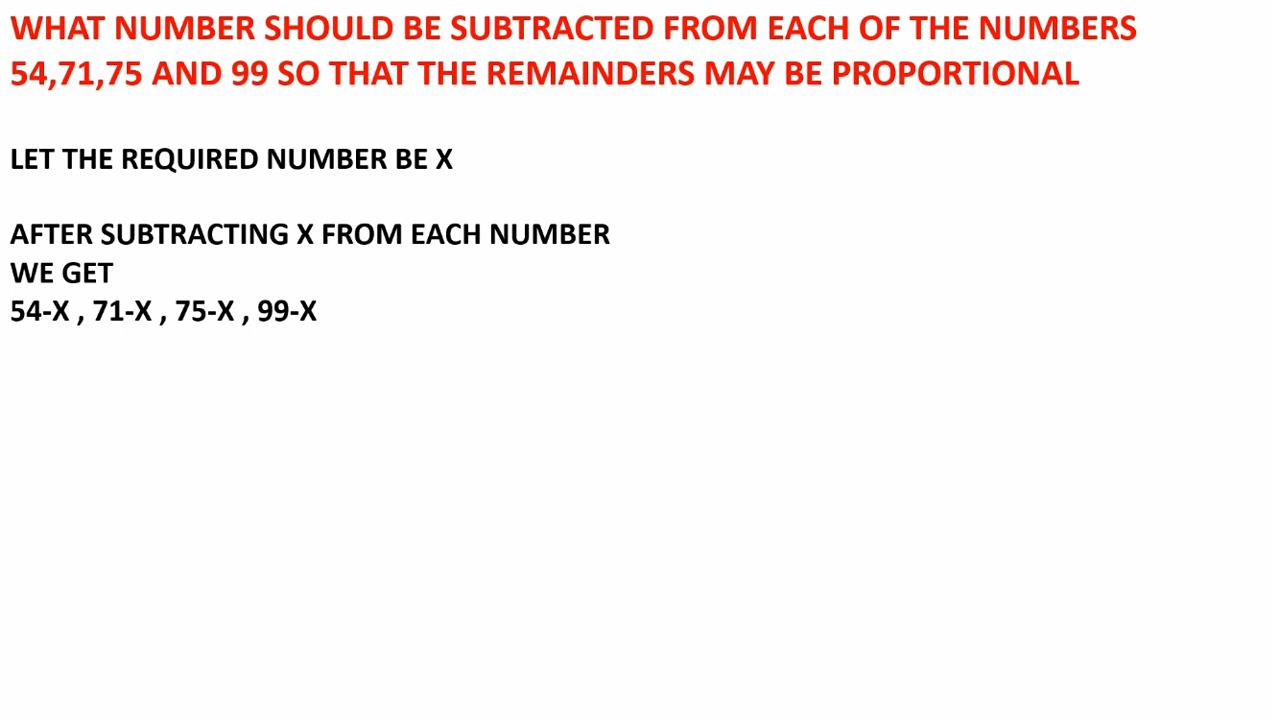 WHAT NUMBER SHOULD BE SUBTRACTED FROM EACH OF THE NUMBERS
54,71,75 AND 99 SO THAT THE REMAINDERS MAY BE PROPORTIONAL
LET THE REQUIRED NUMBER BE X
AFTER SUBTRACTING X FROM EACH NUMBER
WE GET
54-X , 71-X , 75-X , 99-X